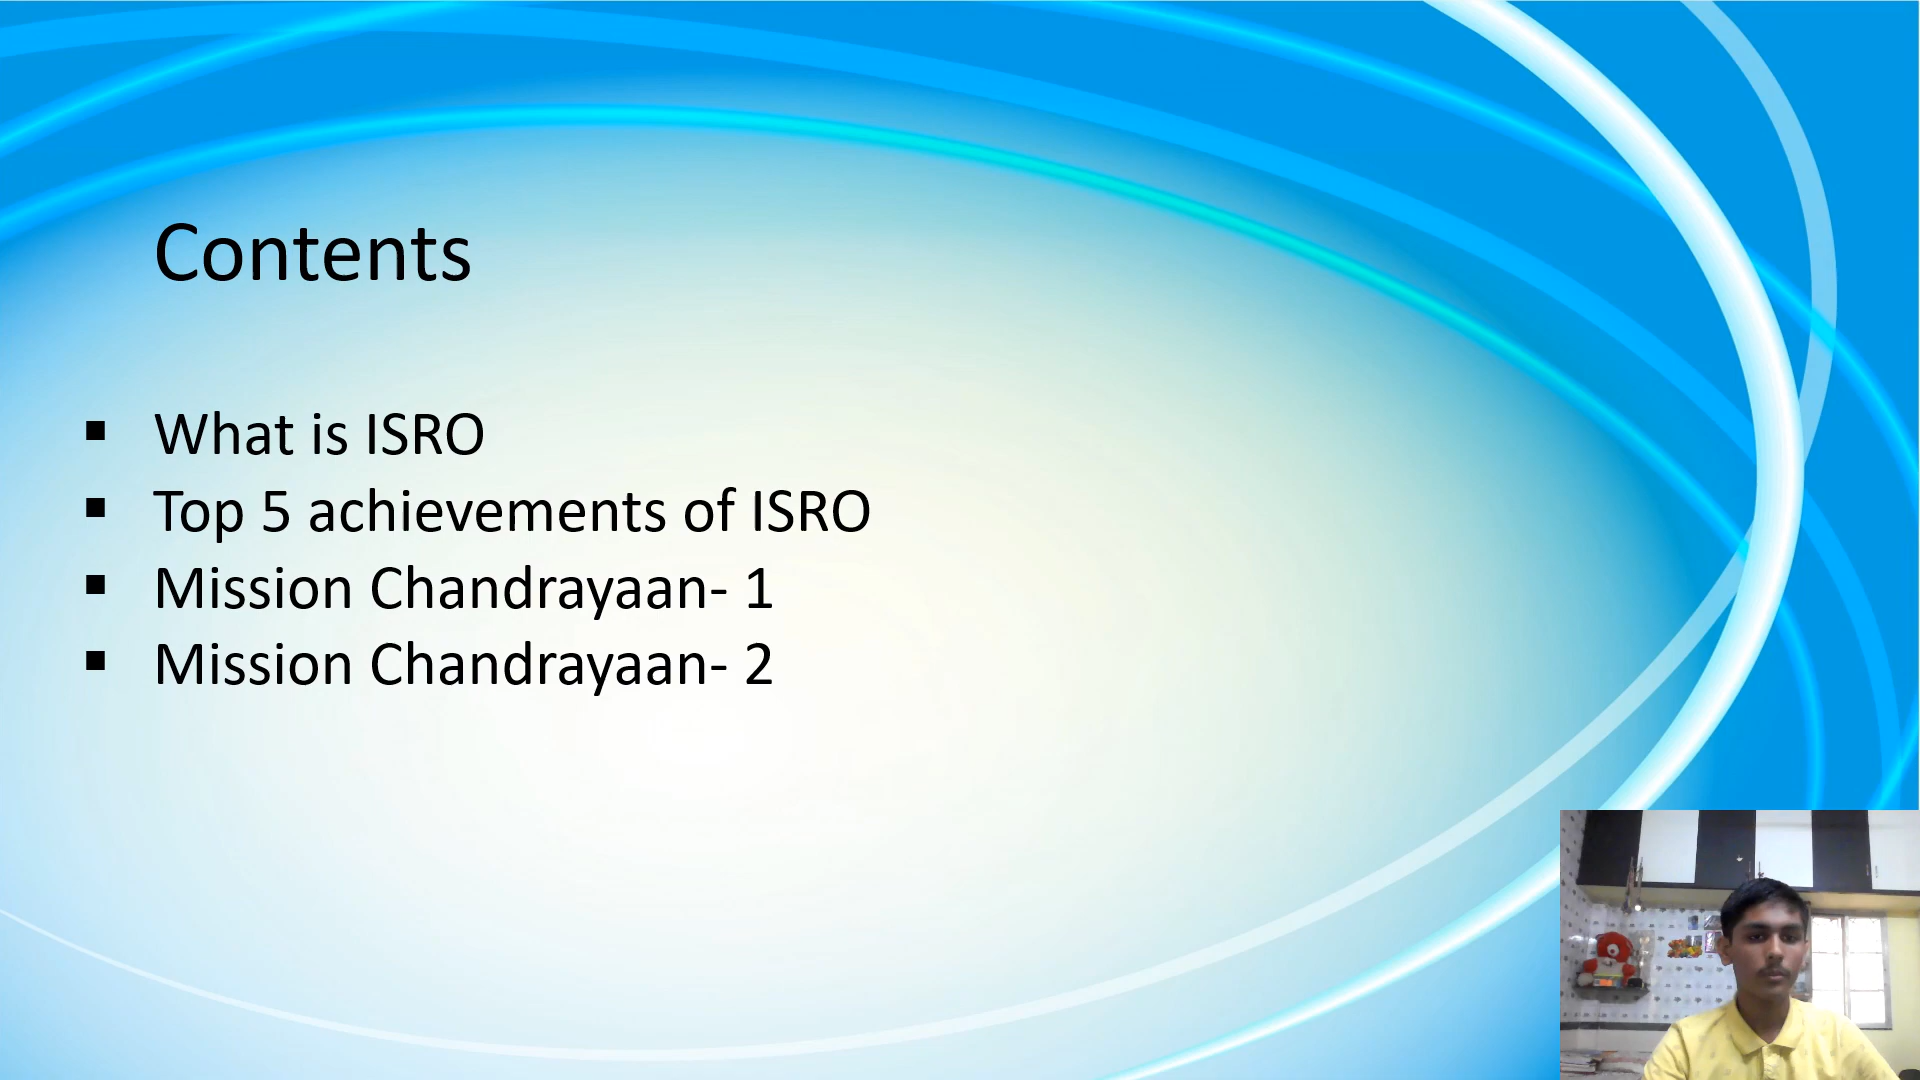 Contents
▪ What is ISRO
▪ Top 5 achievements of ISRO
▪ Mission Chandrayaan- 1
▪ Mission Chandrayaan- 2